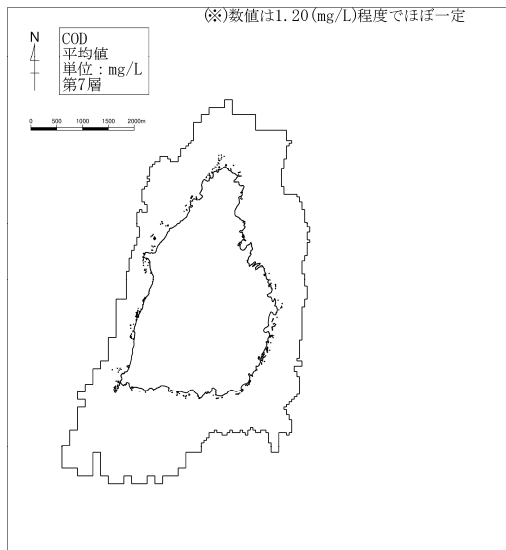 (※)数値は1.20(mg/L)程度でほぼ一定
N
COD
平均値
単位：mg/L
第7層
0 500 1000 1500 2000m